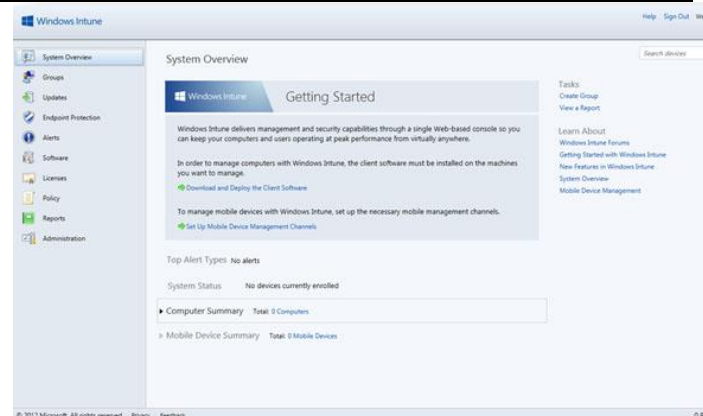 Windows Intune
Help Sign Out
Search devices
System Overview
Groups
Updates
Endpoint Protection
Alerts
Software
Licenses
Policy
Reports
Administration
System Overview
Windows Intune Getting Started
Windows Intune delivers management and security capabilities through a single Web-based console so you
can keep your computers and users operating at peak performance from virtually anywhere.
In order to manage computers with Windows Intune, the client software must be installed on the machines
you want to manage.
Download and Deploy the Client Software
To manage mobile devices with Windows Intune, set up the necessary mobile management channels.
Set Up Mobile Device Management Channels
Top Alert Types No alerts
System Status No devices currently enrolled
Computer Summary Total: 0 Computers
Mobile Device Summary Total: 0 Mobile Devices
Tasks
Create Group
View a Report
Learn About
Windows Intune Forums
Getting Started with Windows Intune
New Features in Windows Intune
System Overview
Mobile Device Management
© 2012 Microsoft. All rights reserved. Privacy Feedback